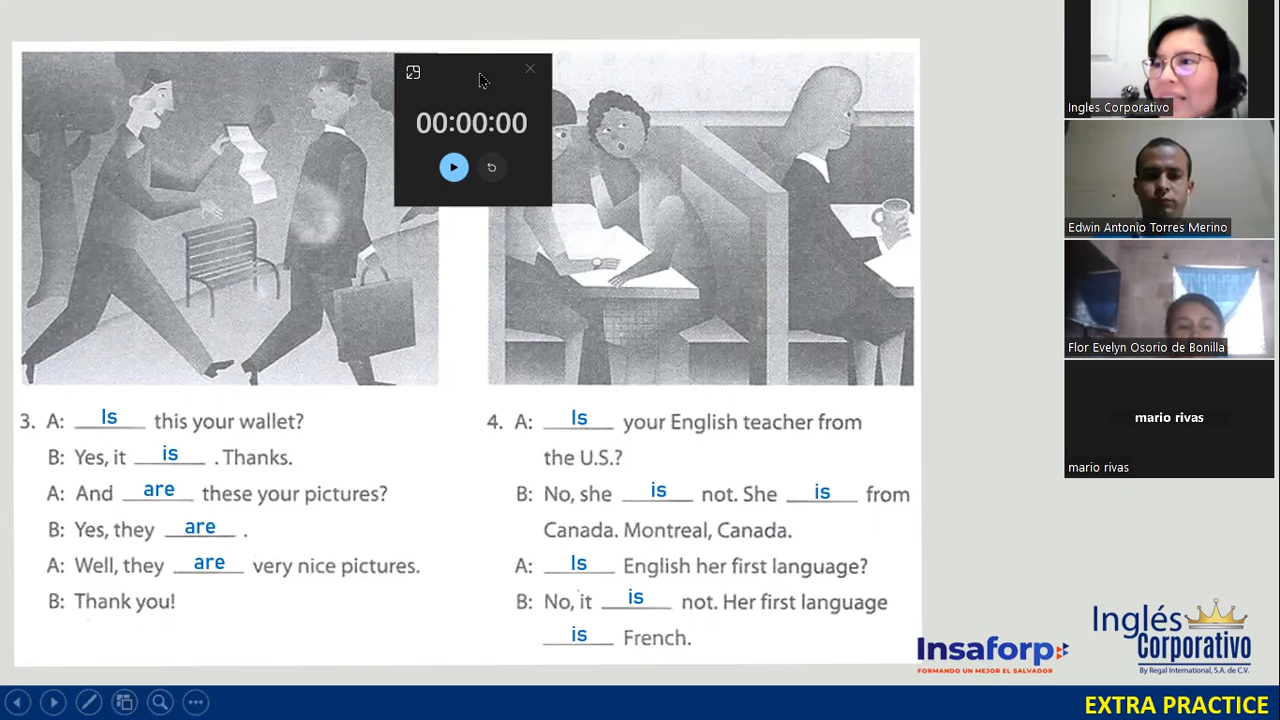 00:00:00
3. A: Is this your wallet?
B: Yes, it is . Thanks.
A: And are these your pictures?
B: Yes, they are .
A: Well, they are very nice pictures.
B: Thank you!
4. A: Is your English teacher from
the U.S.?
B: No, she is not. She is from
Canada. Montreal, Canada.
A: Is English her first language?
B: No, it is not. Her first language
is French.
Insaforp
FORMANDO UN MEJOR EL SALVADOR
Inglés
Corporativo
By Regal International, S.A. de C.V.
EXTRA PRACTICE
Ingles Corporativo
Edwin Antonio Torres Merino
Flor Evelyn Osorio de Bonilla
mario rivas
mario rivas